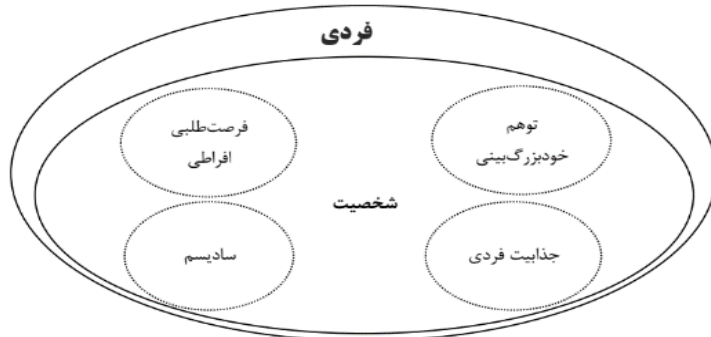 فردی
توهم
خودبزرگ‌بینی
فرصت‌طلبی
افراطی
شخصیت
جذابیت فردی
سادیسم